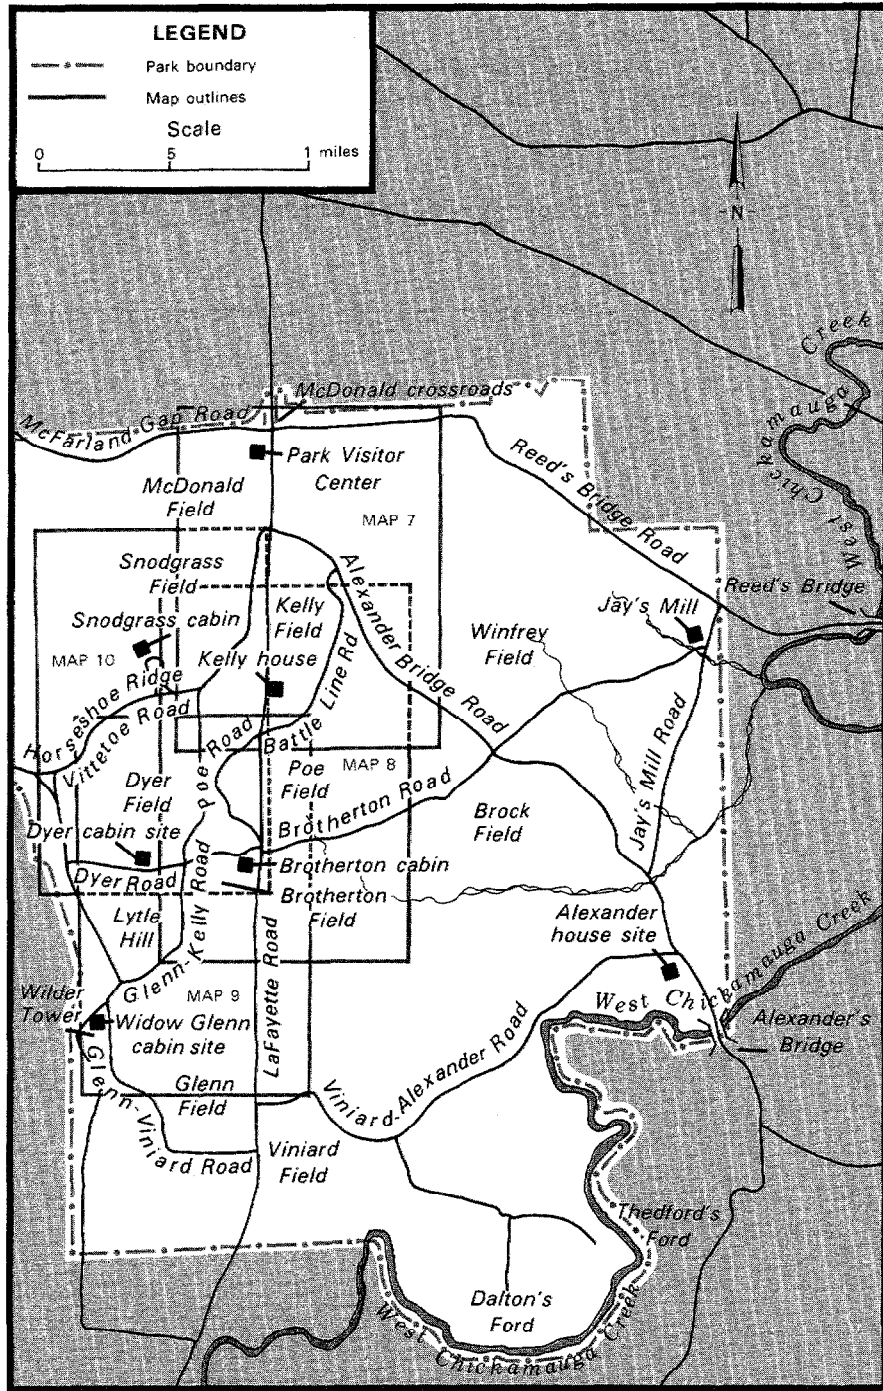 LEGEND
Park boundary
Map outlines
Scale
0 5 1 miles
-N-
West Chickamauga Creek
McDonald crossroads
McFarland Gap Road
Park Visitor
Center
Reed's Bridge Road
McDonald
Field
MAP 7
Snodgrass
Field
Alexander Bridge Road
Reed's Bridge
Jay's Mill
Kelly
Field
Snodgrass cabin
Winfrey
Field
Kelly house
MAP 10
Battle Line Rd
Horseshoe Ridge
Vittetoe Road
Poe Road
Jay's Mill Road
Poe
Field
MAP 8
Dyer
Field
Brotherton Road
Brock
Field
Dyer cabin site
Brotherton cabin
Dyer Road
Brotherton
Field
Glenn-Kelly Road
Lytle
Hill
Alexander
house site
LaFayette Road
West Chickamauga Creek
Wilder
Tower
MAP 9
Widow Glenn
cabin site
Alexander's
Bridge
Viniard-Alexander Road
Glenn
Field
Glenn-Viniard Road
Viniard
Field
Thedford's
Ford
Dalton's
Ford
West Chickamauga Creek